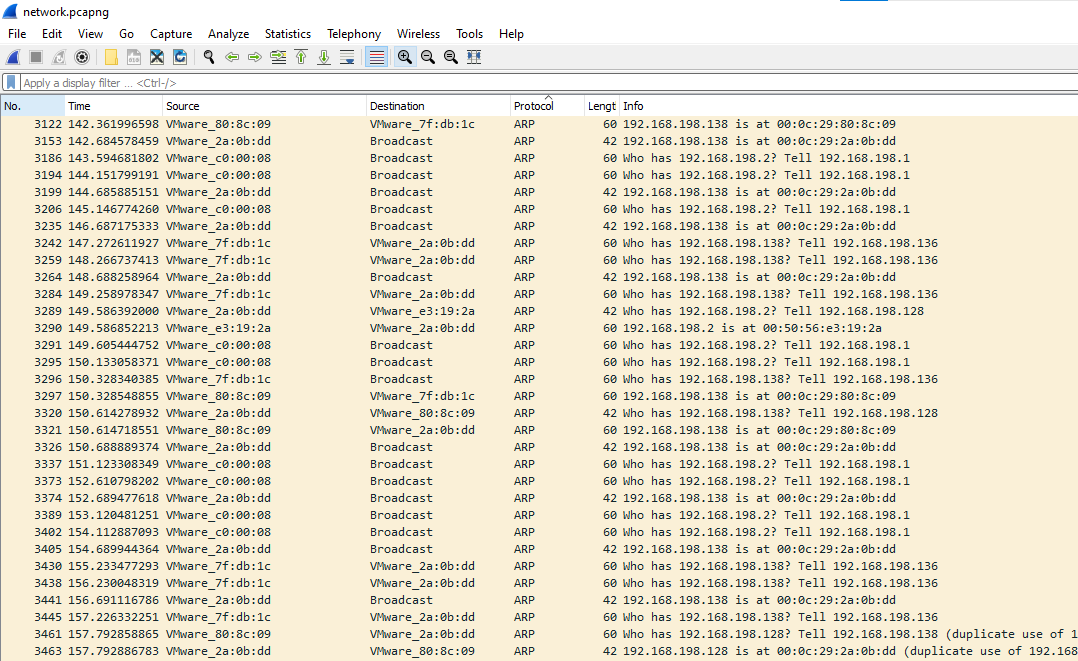 network.pcapng
File Edit View Go Capture Analyze Statistics Telephony Wireless Tools Help
Apply a display filter ... <Ctrl-/>
No. Time Source Destination Protocol Lengt Info
3122 142.361996598 VMware_80:8c:09 VMware_7f:db:1c ARP 60 192.168.198.138 is at 00:0c:29:80:8c:09
3153 142.684578459 VMware_2a:0b:dd Broadcast ARP 42 192.168.198.138 is at 00:0c:29:2a:0b:dd
3186 143.594681802 VMware_c0:00:08 Broadcast ARP 60 Who has 192.168.198.2? Tell 192.168.198.1
3194 144.151799191 VMware_c0:00:08 Broadcast ARP 60 Who has 192.168.198.2? Tell 192.168.198.1
3199 144.685885151 VMware_2a:0b:dd Broadcast ARP 42 192.168.198.138 is at 00:0c:29:2a:0b:dd
3206 145.146774260 VMware_c0:00:08 Broadcast ARP 60 Who has 192.168.198.2? Tell 192.168.198.1
3235 146.687175333 VMware_2a:0b:dd Broadcast ARP 42 192.168.198.138 is at 00:0c:29:2a:0b:dd
3242 147.272611927 VMware_7f:db:1c VMware_2a:0b:dd ARP 60 Who has 192.168.198.138? Tell 192.168.198.136
3259 148.266737413 VMware_7f:db:1c VMware_2a:0b:dd ARP 60 Who has 192.168.198.138? Tell 192.168.198.136
3264 148.688258964 VMware_2a:0b:dd Broadcast ARP 42 192.168.198.138 is at 00:0c:29:2a:0b:dd
3284 149.258978347 VMware_7f:db:1c VMware_2a:0b:dd ARP 60 Who has 192.168.198.138? Tell 192.168.198.136
3289 149.586392000 VMware_2a:0b:dd VMware_e3:19:2a ARP 42 Who has 192.168.198.2? Tell 192.168.198.128
3290 149.586852213 VMware_e3:19:2a VMware_2a:0b:dd ARP 60 192.168.198.2 is at 00:50:56:e3:19:2a
3291 149.605444752 VMware_c0:00:08 Broadcast ARP 60 Who has 192.168.198.2? Tell 192.168.198.1
3295 150.133058371 VMware_c0:00:08 Broadcast ARP 60 Who has 192.168.198.2? Tell 192.168.198.1
3296 150.328340385 VMware_7f:db:1c Broadcast ARP 60 Who has 192.168.198.138? Tell 192.168.198.136
3297 150.328548855 VMware_80:8c:09 VMware_7f:db:1c ARP 60 192.168.198.138 is at 00:0c:29:80:8c:09
3320 150.614278932 VMware_2a:0b:dd VMware_80:8c:09 ARP 42 Who has 192.168.198.138? Tell 192.168.198.128
3321 150.614718551 VMware_80:8c:09 VMware_2a:0b:dd ARP 60 192.168.198.138 is at 00:0c:29:80:8c:09
3326 150.688889374 VMware_2a:0b:dd Broadcast ARP 42 192.168.198.138 is at 00:0c:29:2a:0b:dd
3337 151.123308349 VMware_c0:00:08 Broadcast ARP 60 Who has 192.168.198.2? Tell 192.168.198.1
3373 152.610798202 VMware_c0:00:08 Broadcast ARP 60 Who has 192.168.198.2? Tell 192.168.198.1
3374 152.689477618 VMware_2a:0b:dd Broadcast ARP 42 192.168.198.138 is at 00:0c:29:2a:0b:dd
3389 153.120481251 VMware_c0:00:08 Broadcast ARP 60 Who has 192.168.198.2? Tell 192.168.198.1
3402 154.112887093 VMware_c0:00:08 Broadcast ARP 60 Who has 192.168.198.2? Tell 192.168.198.1
3405 154.689944364 VMware_2a:0b:dd Broadcast ARP 42 192.168.198.138 is at 00:0c:29:2a:0b:dd
3430 155.233477293 VMware_7f:db:1c VMware_2a:0b:dd ARP 60 Who has 192.168.198.138? Tell 192.168.198.136
3438 156.230048319 VMware_7f:db:1c VMware_2a:0b:dd ARP 60 Who has 192.168.198.138? Tell 192.168.198.136
3441 156.691116786 VMware_2a:0b:dd Broadcast ARP 42 192.168.198.138 is at 00:0c:29:2a:0b:dd
3445 157.226332251 VMware_7f:db:1c VMware_2a:0b:dd ARP 60 Who has 192.168.198.138? Tell 192.168.198.136
3461 157.792858865 VMware_80:8c:09 VMware_2a:0b:dd ARP 60 Who has 192.168.198.128? Tell 192.168.198.138 (duplicate use of 1
3463 157.792886783 VMware_2a:0b:dd VMware_80:8c:09 ARP 42 192.168.198.128 is at 00:0c:29:2a:0b:dd (duplicate use of 192.168